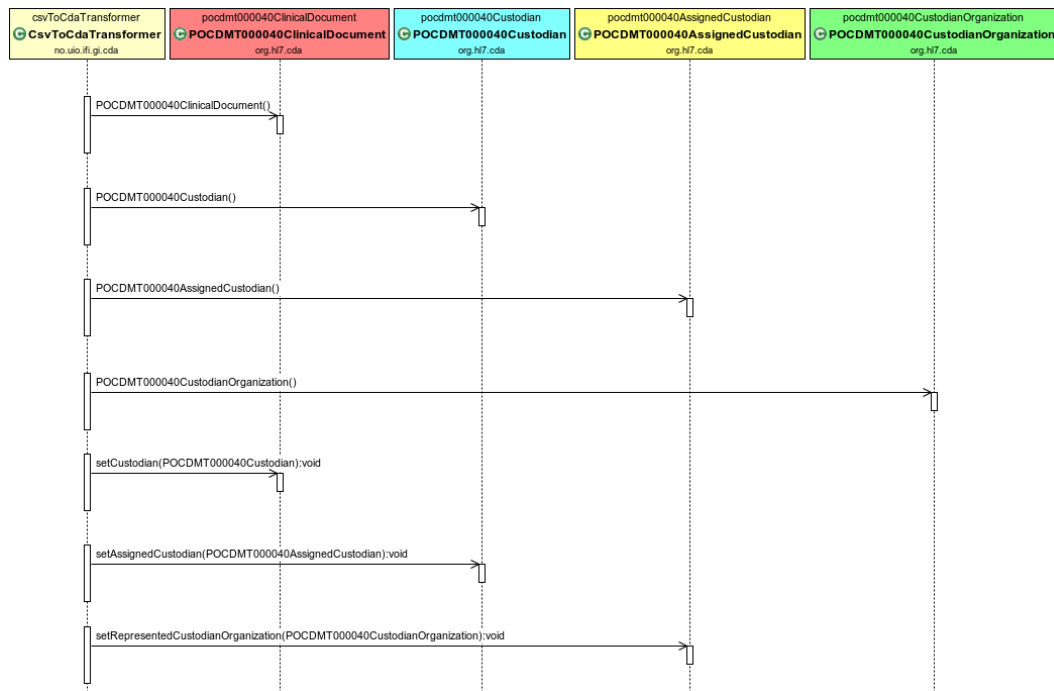 csvToCdaTransformer
CsvToCdaTransformer
no.uio.ifi.gi.cda
pocdmt000040ClinicalDocument
POCDMT000040ClinicalDocument
org.hl7.cda
pocdmt000040Custodian
POCDMT000040Custodian
org.hl7.cda
pocdmt000040AssignedCustodian
POCDMT000040AssignedCustodian
org.hl7.cda
pocdmt000040CustodianOrganization
POCDMT000040CustodianOrganization
org.hl7.cda
POCDMT000040ClinicalDocument()
POCDMT000040Custodian()
POCDMT000040AssignedCustodian()
POCDMT000040CustodianOrganization()
setCustodian(POCDMT000040Custodian):void
setAssignedCustodian(POCDMT000040AssignedCustodian):void
setRepresentedCustodianOrganization(POCDMT000040CustodianOrganization):void